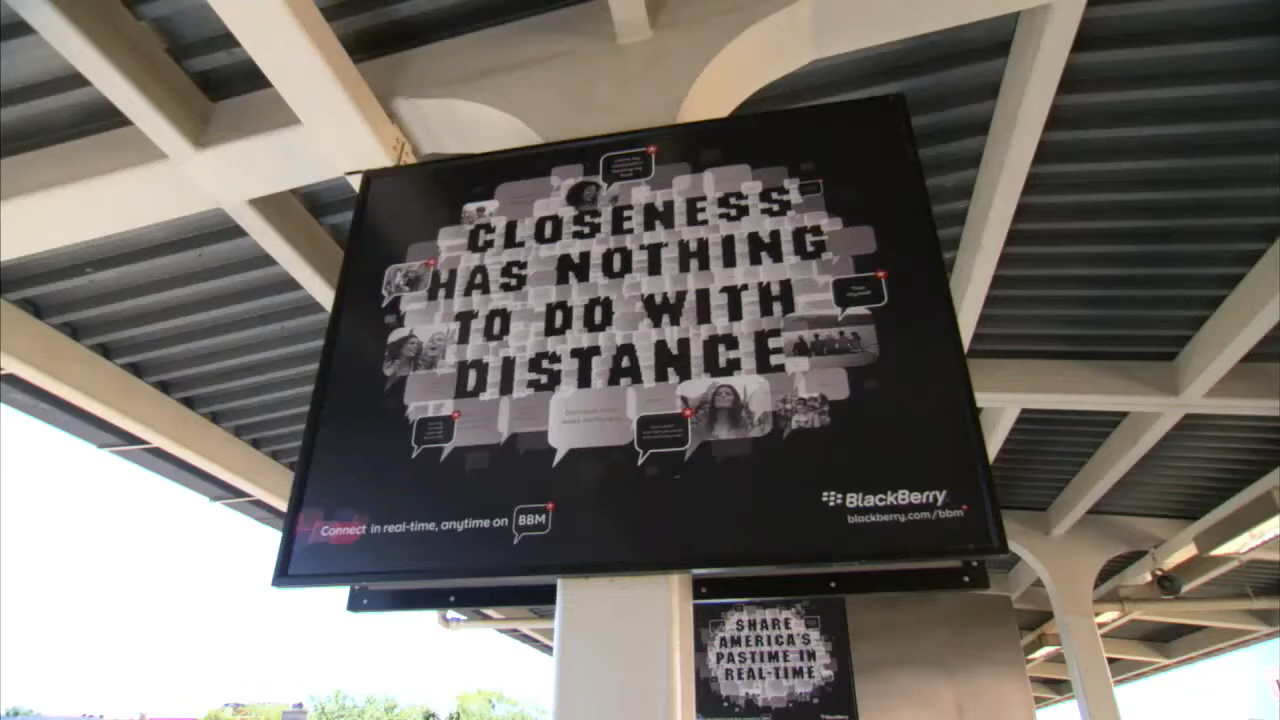 CLOSENESS
HAS NOTHING
TO DO WITH
DISTANCE
Connect in real-time, anytime on BBM
BlackBerry
blackberry.com/bbm
SHARE
AMERICA'S
PASTIME IN
REAL-TIME
BlackBerry